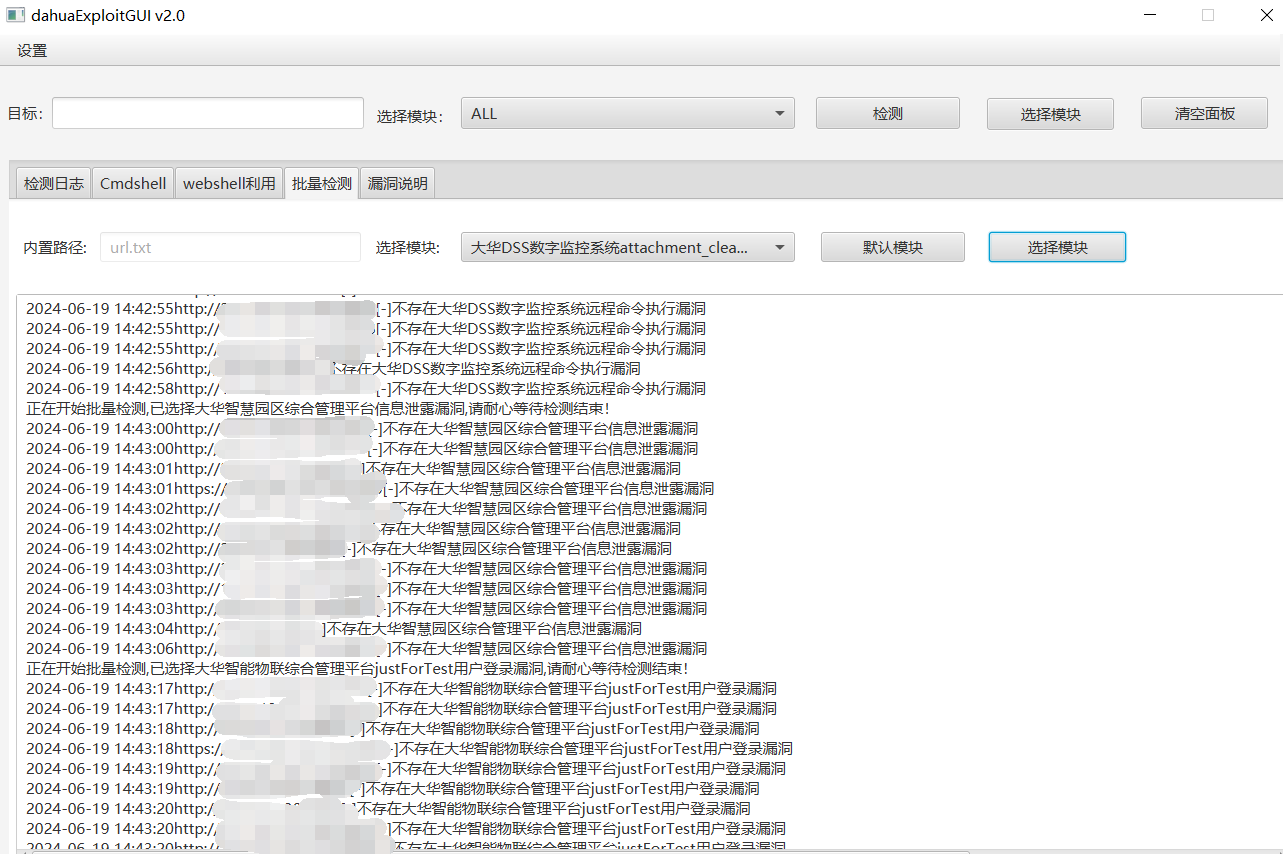 dahuaExploitGUI v2.0
设置
目标: 选择模块: ALL 检测 选择模块 清空面板
检测日志 Cmdshell webshell利用 批量检测 漏洞说明
内置路径: url.txt 选择模块: 大华DSS数字监控系统attachment_clea... 默认模块 选择模块
2024-06-19 14:42:55http:// [-]不存在大华DSS数字监控系统远程命令执行漏洞
2024-06-19 14:42:55http:// [-]不存在大华DSS数字监控系统远程命令执行漏洞
2024-06-19 14:42:55http:// [-]不存在大华DSS数字监控系统远程命令执行漏洞
2024-06-19 14:42:56http:/ 不存在大华DSS数字监控系统远程命令执行漏洞
2024-06-19 14:42:58http:// [-]不存在大华DSS数字监控系统远程命令执行漏洞
正在开始批量检测,已选择大华智慧园区综合管理平台信息泄露漏洞,请耐心等待检测结束!
2024-06-19 14:43:00http:// -]不存在大华智慧园区综合管理平台信息泄露漏洞
2024-06-19 14:43:00http:// [-]不存在大华智慧园区综合管理平台信息泄露漏洞
2024-06-19 14:43:01http:// ]不存在大华智慧园区综合管理平台信息泄露漏洞
2024-06-19 14:43:01https:/ [-]不存在大华智慧园区综合管理平台信息泄露漏洞
2024-06-19 14:43:02http:// 不存在大华智慧园区综合管理平台信息泄露漏洞
2024-06-19 14:43:02http:// 不存在大华智慧园区综合管理平台信息泄露漏洞
2024-06-19 14:43:02http:// [-]不存在大华智慧园区综合管理平台信息泄露漏洞
2024-06-19 14:43:03http:// -]不存在大华智慧园区综合管理平台信息泄露漏洞
2024-06-19 14:43:03http:// -]不存在大华智慧园区综合管理平台信息泄露漏洞
2024-06-19 14:43:03http:// [-]不存在大华智慧园区综合管理平台信息泄露漏洞
2024-06-19 14:43:04http:// ]不存在大华智慧园区综合管理平台信息泄露漏洞
2024-06-19 14:43:06http:// -]不存在大华智慧园区综合管理平台信息泄露漏洞
正在开始批量检测,已选择大华智能物联综合管理平台justForTest用户登录漏洞,请耐心等待检测结束!
2024-06-19 14:43:17http:/ -]不存在大华智能物联综合管理平台justForTest用户登录漏洞
2024-06-19 14:43:17http:/ ]不存在大华智能物联综合管理平台justForTest用户登录漏洞
2024-06-19 14:43:18http:/ ]不存在大华智能物联综合管理平台justForTest用户登录漏洞
2024-06-19 14:43:18https:/ -]不存在大华智能物联综合管理平台justForTest用户登录漏洞
2024-06-19 14:43:19http:/ -]不存在大华智能物联综合管理平台justForTest用户登录漏洞
2024-06-19 14:43:19http:// [-]不存在大华智能物联综合管理平台justForTest用户登录漏洞
2024-06-19 14:43:20http:/ 不存在大华智能物联综合管理平台justForTest用户登录漏洞
2024-06-19 14:43:20http:/ ]不存在大华智能物联综合管理平台justForTest用户登录漏洞
2024-06-19 14:43:20http:/ 不存在大华智能物联综合管理平台justForTest用户登录漏洞